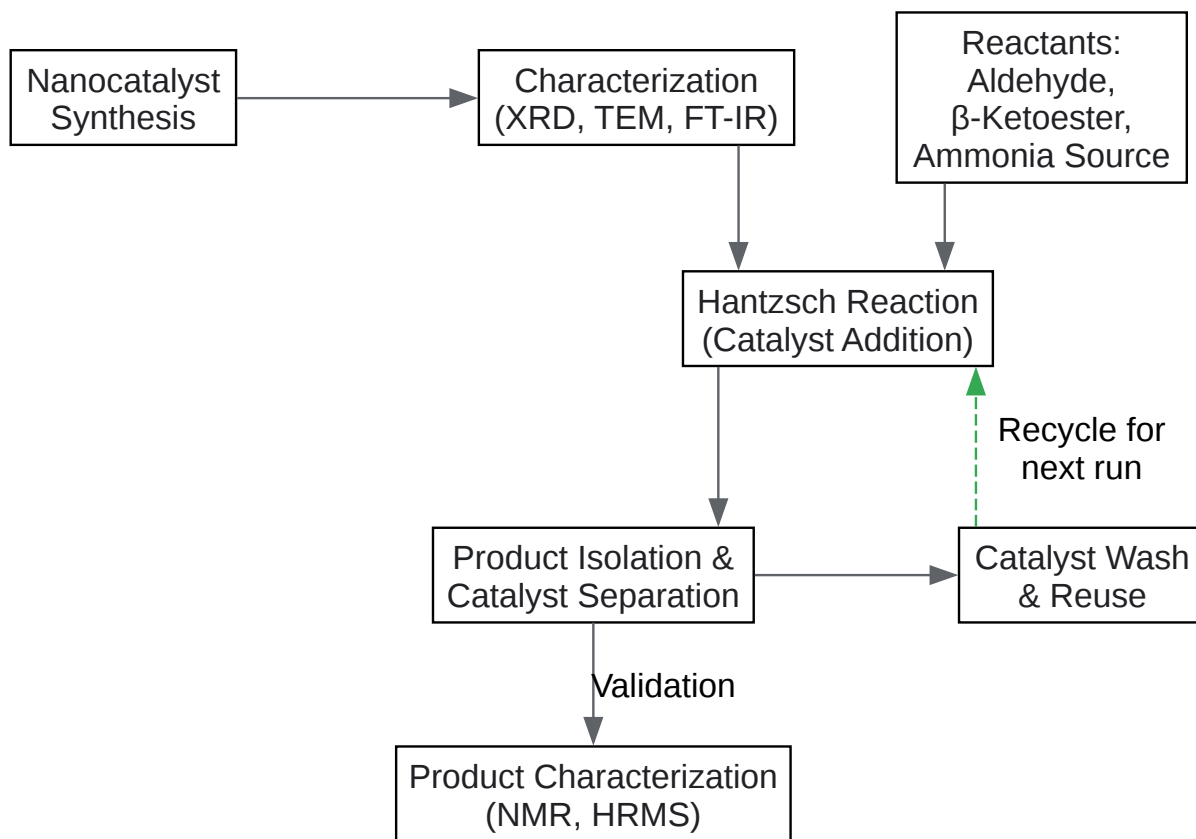 Nanocatalyst
Synthesis
Characterization
(XRD, TEM, FT-IR)
Reactants:
Aldehyde,
β-Ketoester,
Ammonia Source
Hantzsch Reaction
(Catalyst Addition)
Recycle for
next run
Product Isolation &
Catalyst Separation
Catalyst Wash
& Reuse
Validation
Product Characterization
(NMR, HRMS)